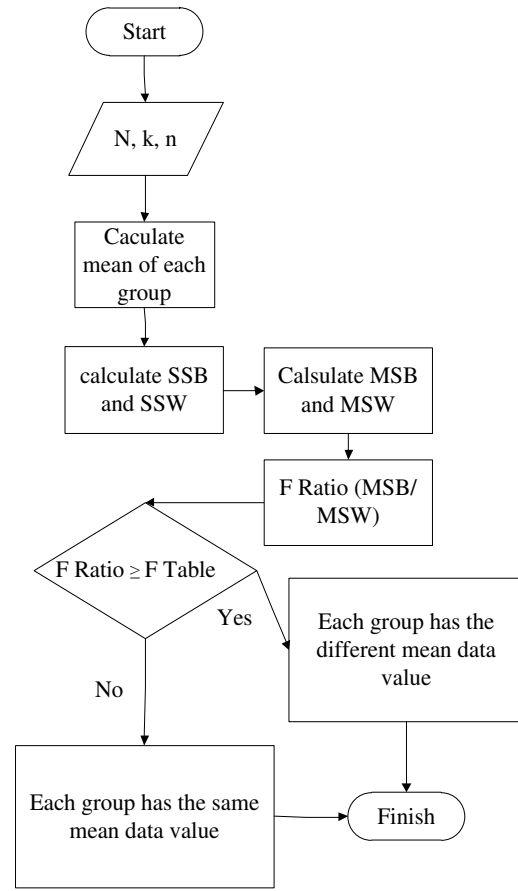 Start
N, k, n
Caculate
mean of each
group
calculate SSB
and SSW
Calsulate MSB
and MSW
F Ratio (MSB/
MSW)
F Ratio ≥ F Table
Yes
Each group has the
different mean data
value
No
Each group has the same
mean data value
Finish